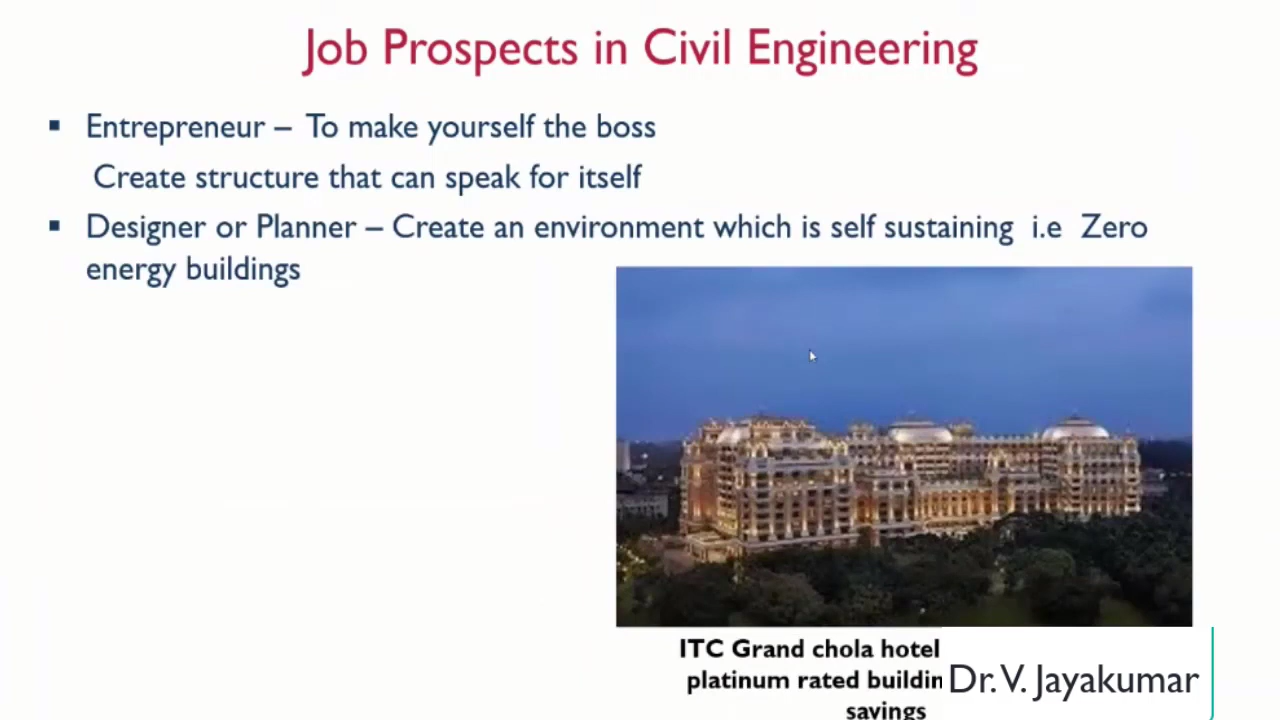 Job Prospects in Civil Engineering
▪ Entrepreneur – To make yourself the boss
Create structure that can speak for itself
▪ Designer or Planner – Create an environment which is self sustaining i.e Zero
energy buildings
ITC Grand chola hotel
platinum rated
savings
Dr. V. Jayakumar